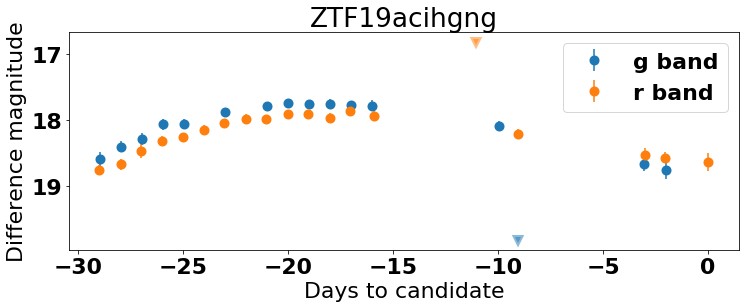 ZTF19acihgng
Difference magnitude
17
18
19
g band
r band
−30 −25 −20 −15 −10 −5 0
Days to candidate